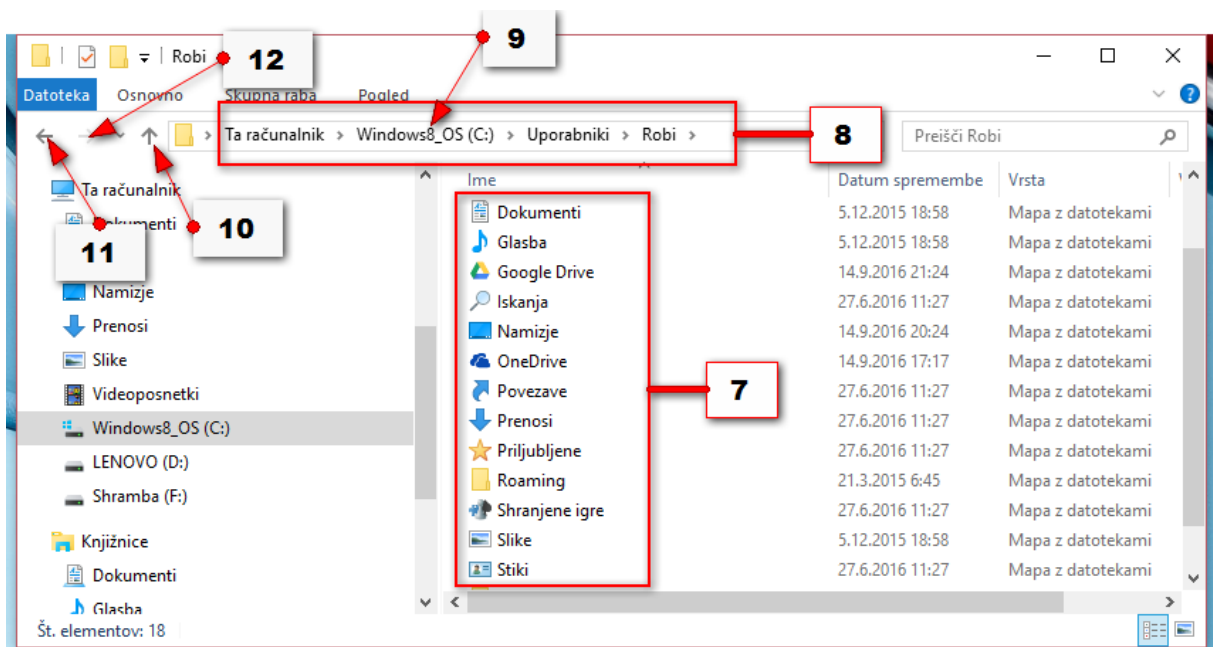 9
Robi
12
Datoteka Osnovno Skupna raba Pogled
Ta računalnik > Windows8_OS (C:) > Uporabniki > Robi >
8
Preišči Robi
Ta računalnik
Dokumenti
11
10
Namizje
Prenosi
Slike
Videoposnetki
Windows8_OS (C:)
LENOVO (D:)
Shramba (F:)
Knjižnice
Dokumenti
Glasba
Ime Datum spremembe Vrsta
Dokumenti 5.12.2015 18:58 Mapa z datotekami
Glasba 5.12.2015 18:58 Mapa z datotekami
Google Drive 14.9.2016 21:24 Mapa z datotekami
Iskanja 27.6.2016 11:27 Mapa z datotekami
Namizje 14.9.2016 20:24 Mapa z datotekami
OneDrive 14.9.2016 17:17 Mapa z datotekami
Povezave 27.6.2016 11:27 Mapa z datotekami
7
Prenosi 27.6.2016 11:27 Mapa z datotekami
Priljubljene 27.6.2016 11:27 Mapa z datotekami
Roaming 21.3.2015 6:45 Mapa z datotekami
Shranjene igre 27.6.2016 11:27 Mapa z datotekami
Slike 5.12.2015 18:58 Mapa z datotekami
Stiki 27.6.2016 11:27 Mapa z datotekami
Št. elementov: 18